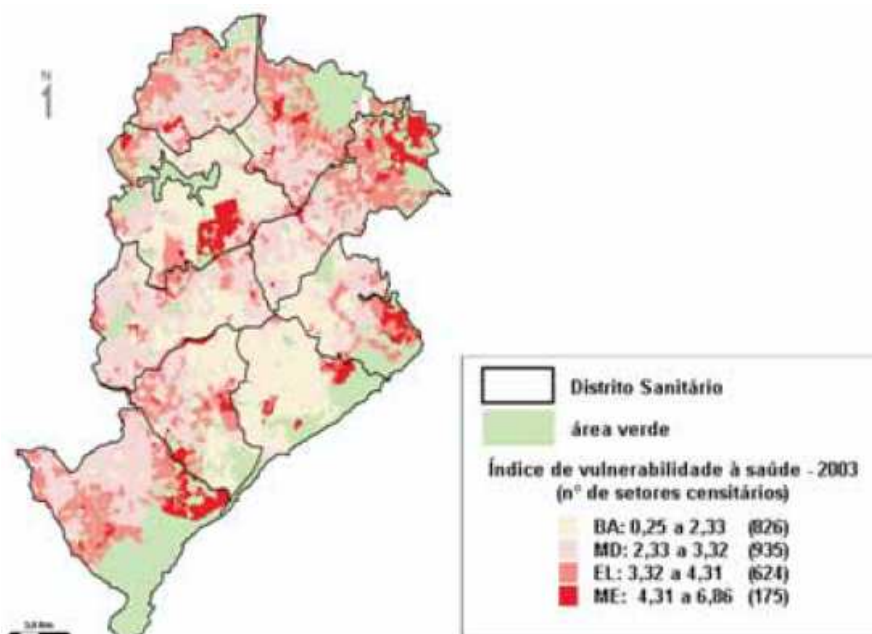 N
Distrito Sanitário
área verde
Índice de vulnerabilidade à saúde - 2003
(n° de setores censitários)
BA: 0,25 a 2,33 (826)
MD: 2,33 a 3,32 (935)
EL: 3,32 a 4,31 (624)
ME: 4,31 a 6,86 (175)